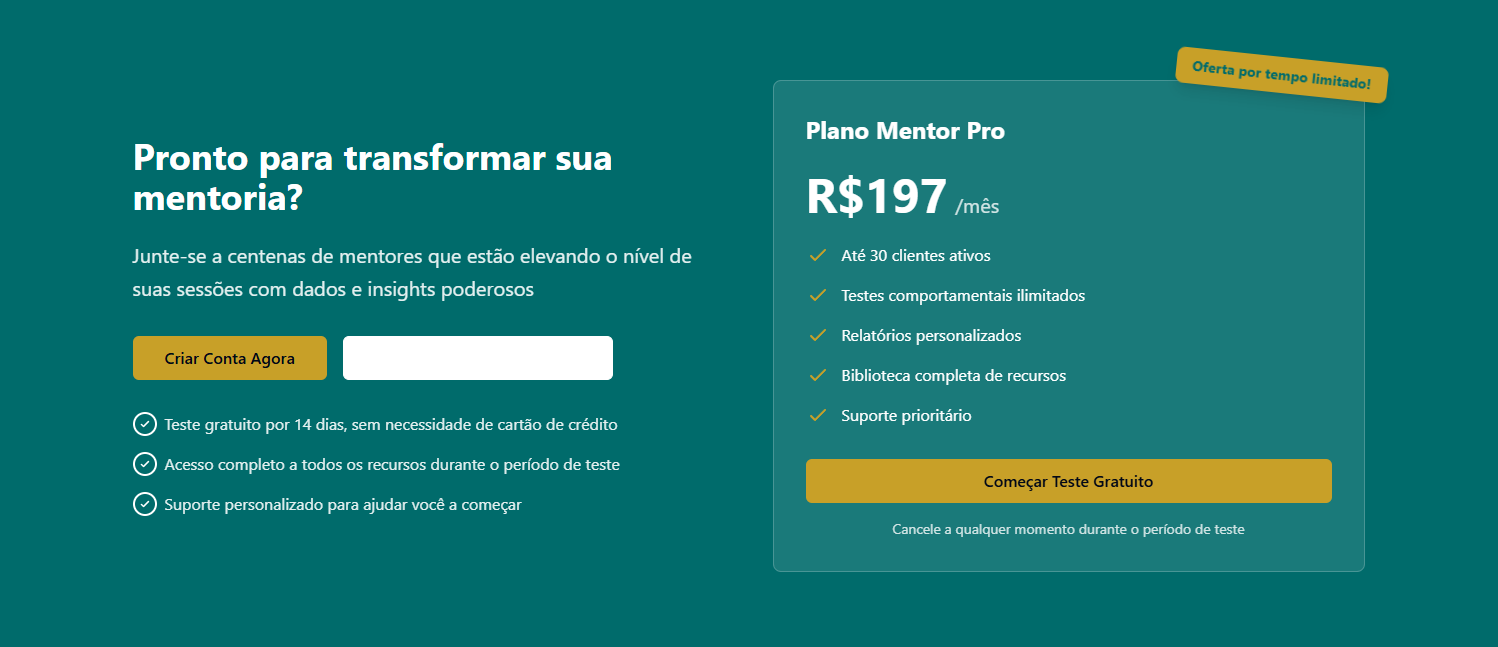 Pronto para transformar sua
mentoria?
Junte-se a centenas de mentores que estão elevando o nível de
suas sessões com dados e insights poderosos
Criar Conta Agora
Teste gratuito por 14 dias, sem necessidade de cartão de crédito
Acesso completo a todos os recursos durante o período de teste
Suporte personalizado para ajudar você a começar
Oferta por tempo limitado!
Plano Mentor Pro
R$197 /mês
Até 30 clientes ativos
Testes comportamentais ilimitados
Relatórios personalizados
Biblioteca completa de recursos
Suporte prioritário
Começar Teste Gratuito
Cancele a qualquer momento durante o período de teste